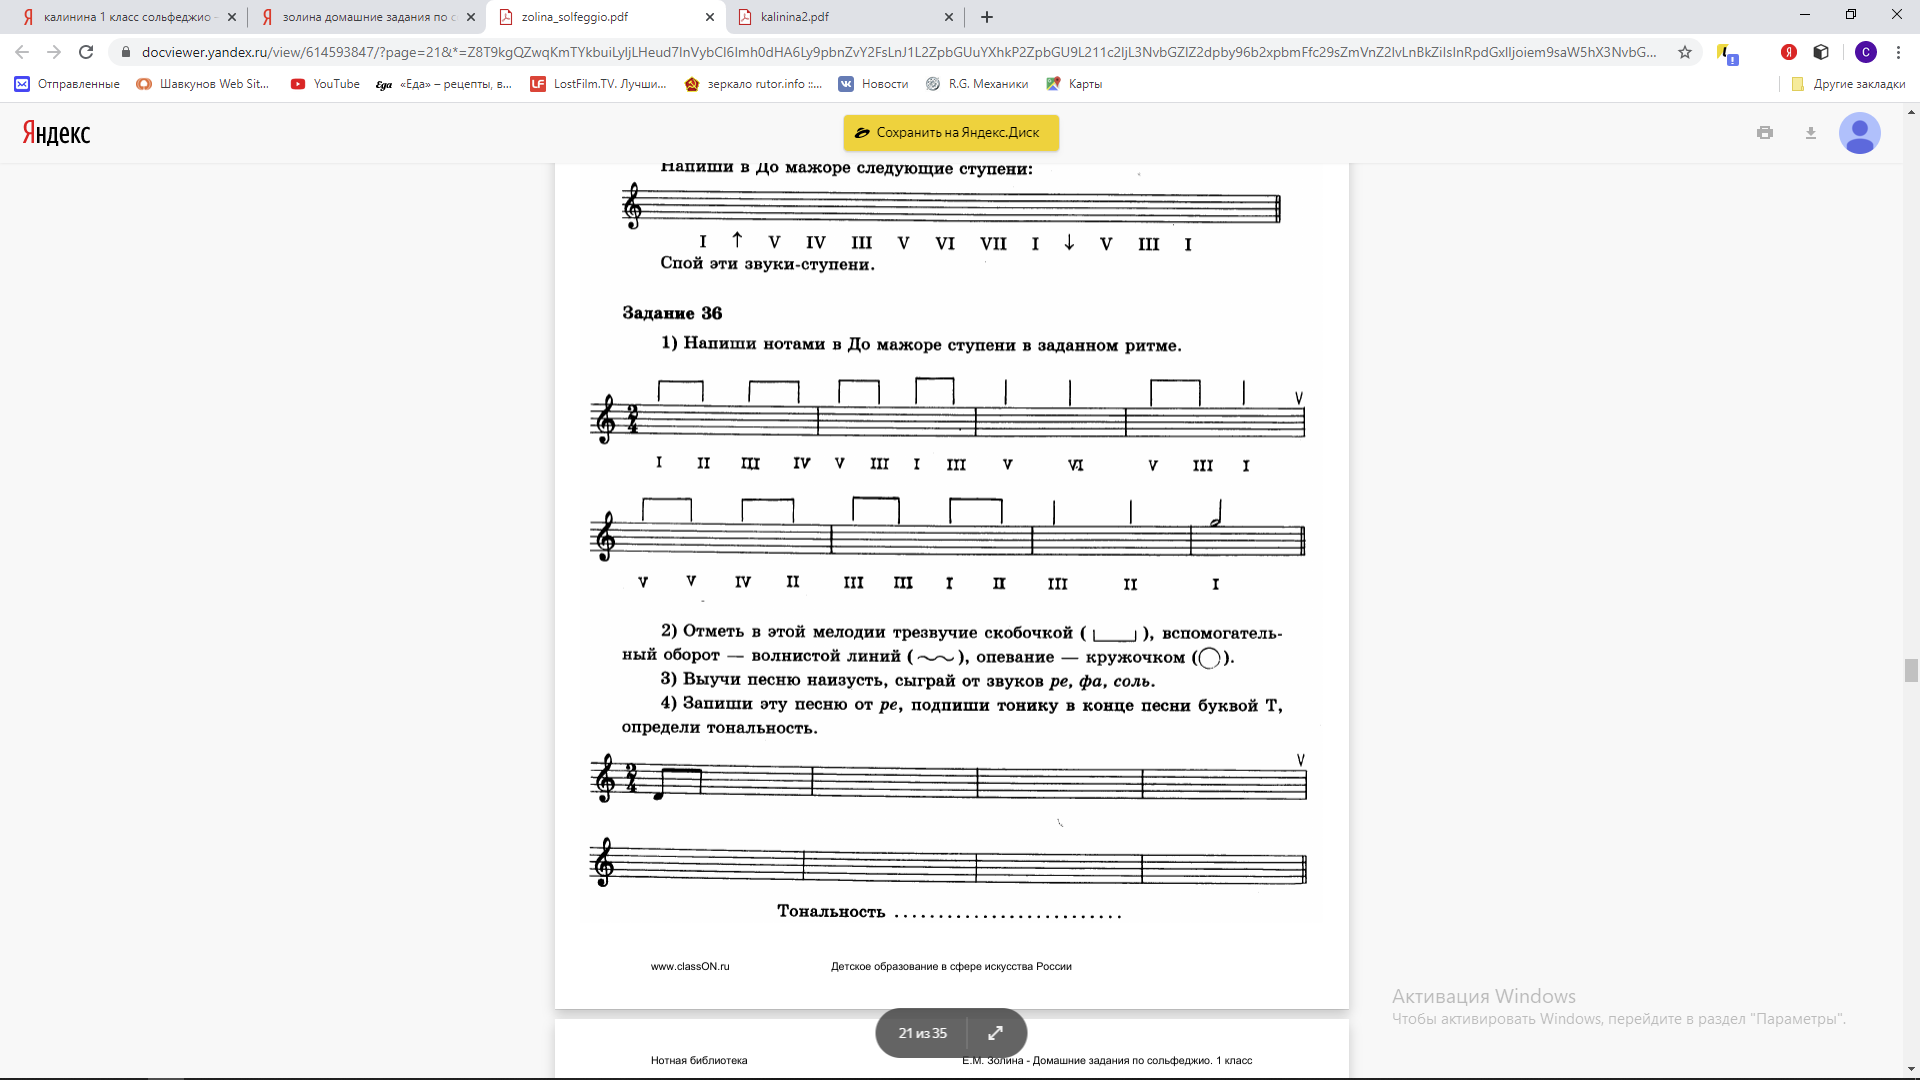 калинина 1 класс сольфеджио -
золина домашние задания по с
zolina_solfeggio.pdf
kalinina2.pdf
docviewer.yandex.ru/view/614593847/?page=21&*=
Отправленные
Шавкунов Web Sit...
YouTube
Еда «Еда» – рецепты, в...
LF LostFilm.TV. Лучши...
зеркало rutor.info ::...
Новости
R.G. Механики
Карты
Другие закладки
Яндекс
Сохранить на Яндекс.Диск
Напиши в До мажоре следующие ступени:
I ↑ V IV III V VI VII I ↓ V III I
Спой эти звуки-ступени.
Задание 36
1) Напиши нотами в До мажоре ступени в заданном ритме.
2/4 V
I II III IV V III I III V VI V III I
V V IV II III III I II III II I
2) Отметь в этой мелодии трезвучие скобочкой ( ), вспомогатель-
ный оборот — волнистой линий ( ), опевание — кружочком ( ).
3) Выучи песню наизусть, сыграй от звуков ре, фа, соль.
4) Запиши эту песню от ре, подпиши тонику в конце песни буквой Т,
определи тональность.
2/4 V
Тональность ..........................
www.classON.ru
Детское образование в сфере искусства России
21 из 35
Активация Windows
Чтобы активировать Windows, перейдите в раздел "Параметры".
Нотная библиотека
Е.М. Золина - Домашние задания по сольфеджио. 1 класс